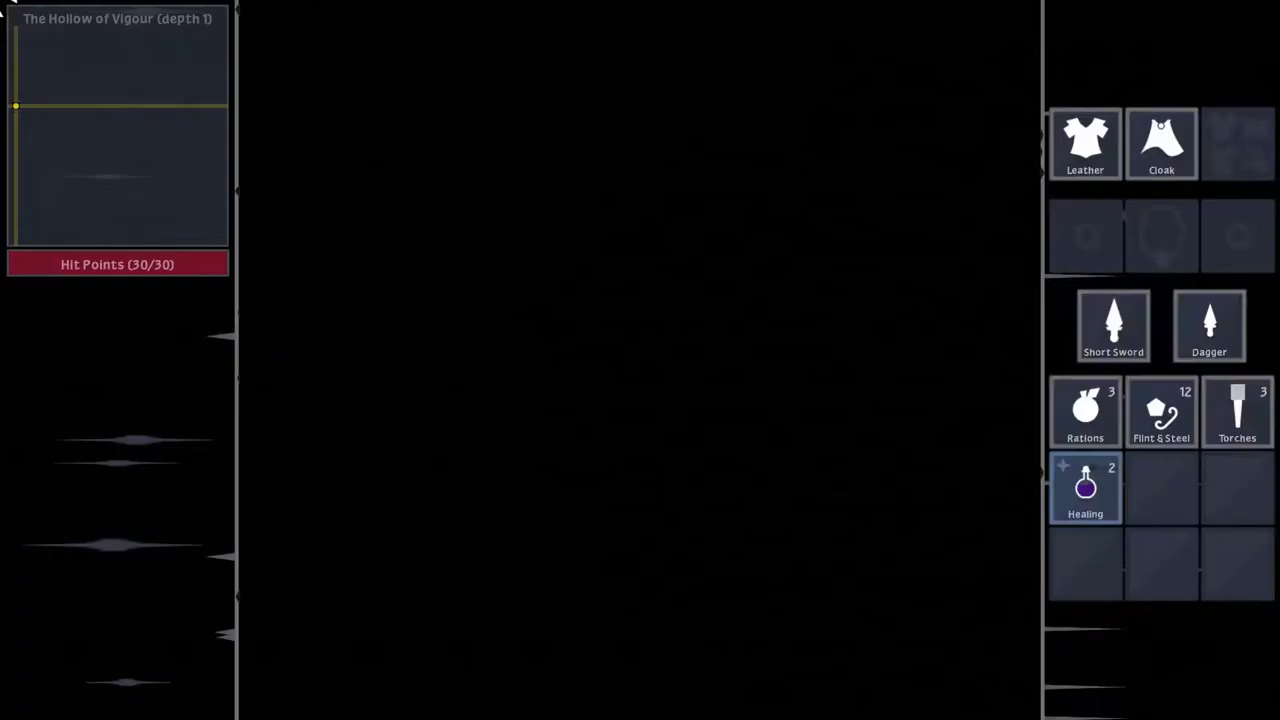 The Hollow of Vigour (depth 1)
Hit Points (30/30)
Leather
Cloak
Short Sword
Dagger
3
Rations
12
Flint & Steel
3
Torches
2
Healing